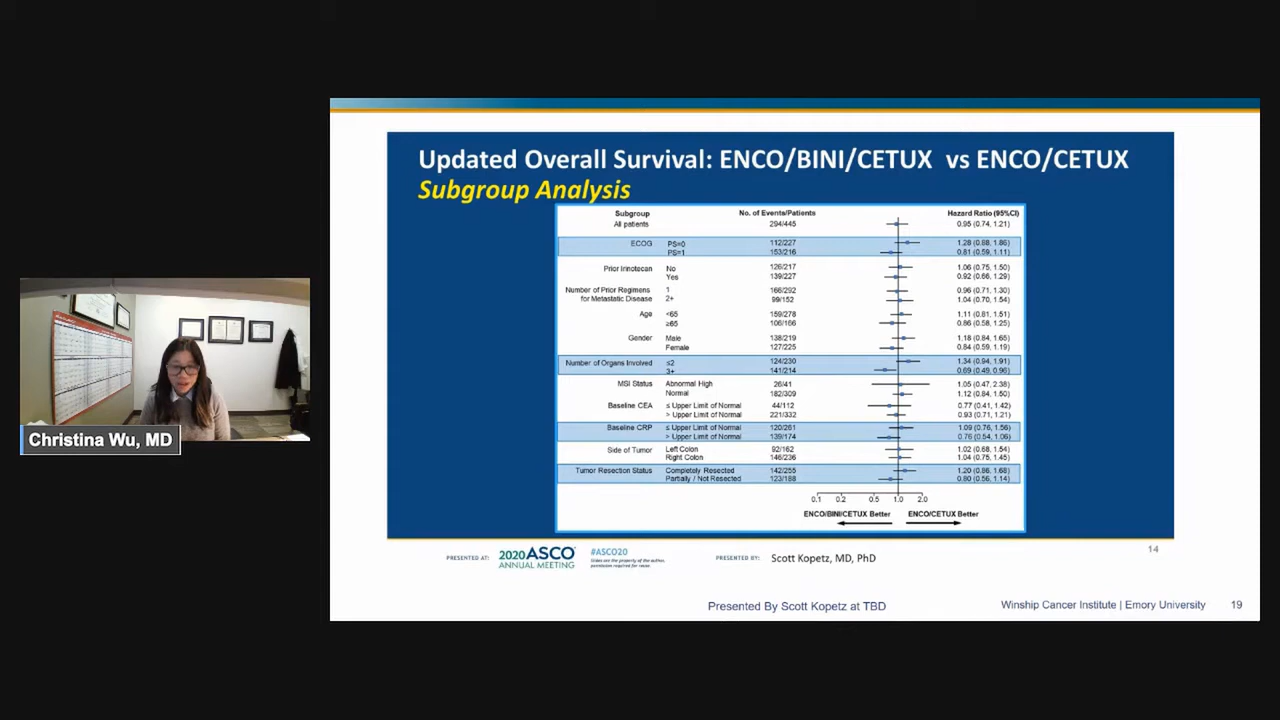 Updated Overall Survival: ENCO/BINI/CETUX vs ENCO/CETUX
Subgroup Analysis
Subgroup No. of Events/Patients Hazard Ratio (95%CI)
All patients 294/445 0.95 (0.74, 1.21)
ECOG PS=0 112/227 1.28 (0.88, 1.86)
PS=1 153/216 0.81 (0.59, 1.11)
Prior Irinotecan No 126/217 1.06 (0.75, 1.50)
Yes 139/227 0.92 (0.66, 1.29)
Number of Prior Regimens 1 166/292 0.96 (0.71, 1.30)
for Metastatic Disease 2+ 99/152 1.04 (0.70, 1.54)
Age <65 159/278 1.11 (0.81, 1.51)
≥65 106/166 0.86 (0.58, 1.25)
Gender Male 138/219 1.18 (0.84, 1.65)
Female 127/225 0.84 (0.59, 1.19)
Number of Organs Involved ≤2 124/230 1.34 (0.94, 1.91)
3+ 141/214 0.69 (0.49, 0.96)
MSI Status Abnormal High 26/41 1.05 (0.47, 2.38)
Normal 182/309 1.12 (0.84, 1.50)
Baseline CEA ≤ Upper Limit of Normal 44/112 0.77 (0.41, 1.42)
> Upper Limit of Normal 221/332 0.93 (0.71, 1.21)
Baseline CRP ≤ Upper Limit of Normal 120/261 1.09 (0.76, 1.56)
> Upper Limit of Normal 139/174 0.76 (0.54, 1.06)
Side of Tumor Left Colon 92/162 1.02 (0.68, 1.54)
Right Colon 146/236 1.04 (0.75, 1.45)
Tumor Resection Status Completely Resected 142/255 1.20 (0.86, 1.68)
Partially / Not Resected 123/188 0.80 (0.56, 1.14)
0.1 0.2 0.5 1.0 2.0
ENCO/BINI/CETUX Better ENCO/CETUX Better
Christina Wu, MD
14
PRESENTED AT: 2020 ASCO ANNUAL MEETING
#ASCO20
Slides are the property of the author, permission required for reuse.
PRESENTED BY: Scott Kopetz, MD, PhD
Presented By Scott Kopetz at TBD
Winship Cancer Institute | Emory University 19